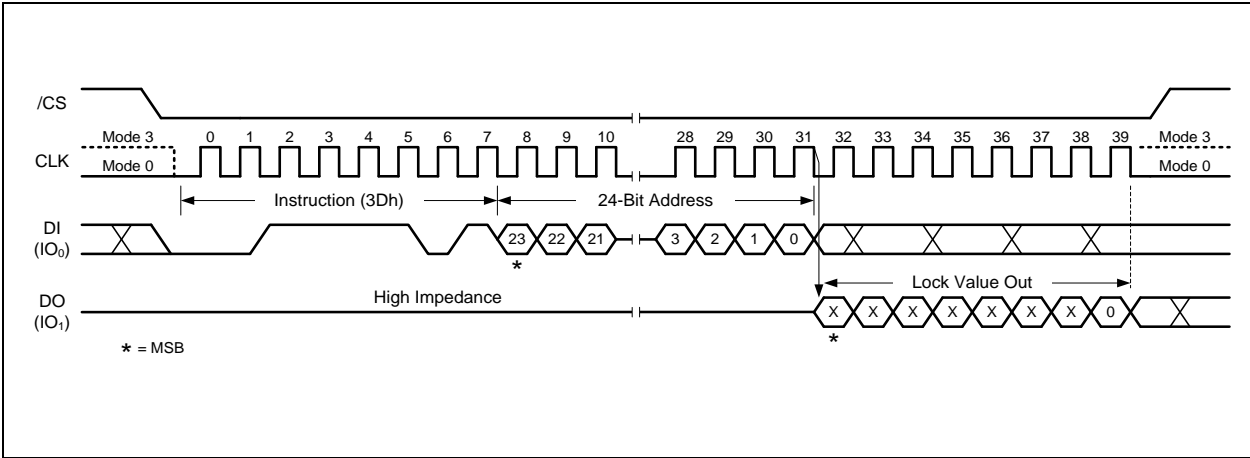 /CS
Mode 3 0 1 2 3 4 5 6 7 8 9 10 28 29 30 31 32 33 34 35 36 37 38 39 Mode 3
CLK Mode 0 Mode 0
Instruction (3Dh) 24-Bit Address
DI
(IO₀) 23 22 21 3 2 1 0
*
Lock Value Out
DO High Impedance
(IO₁) X X X X X X X 0
* = MSB *